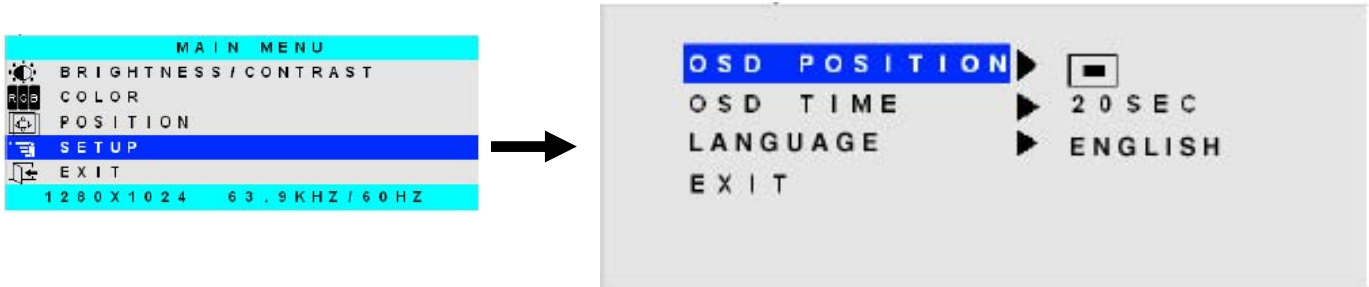 MAIN MENU
BRIGHTNESS/CONTRAST
RGB COLOR
POSITION
SETUP
EXIT
1280X1024 63.9KHZ/60HZ
OSD POSITION
OSD TIME 20SEC
LANGUAGE ENGLISH
EXIT